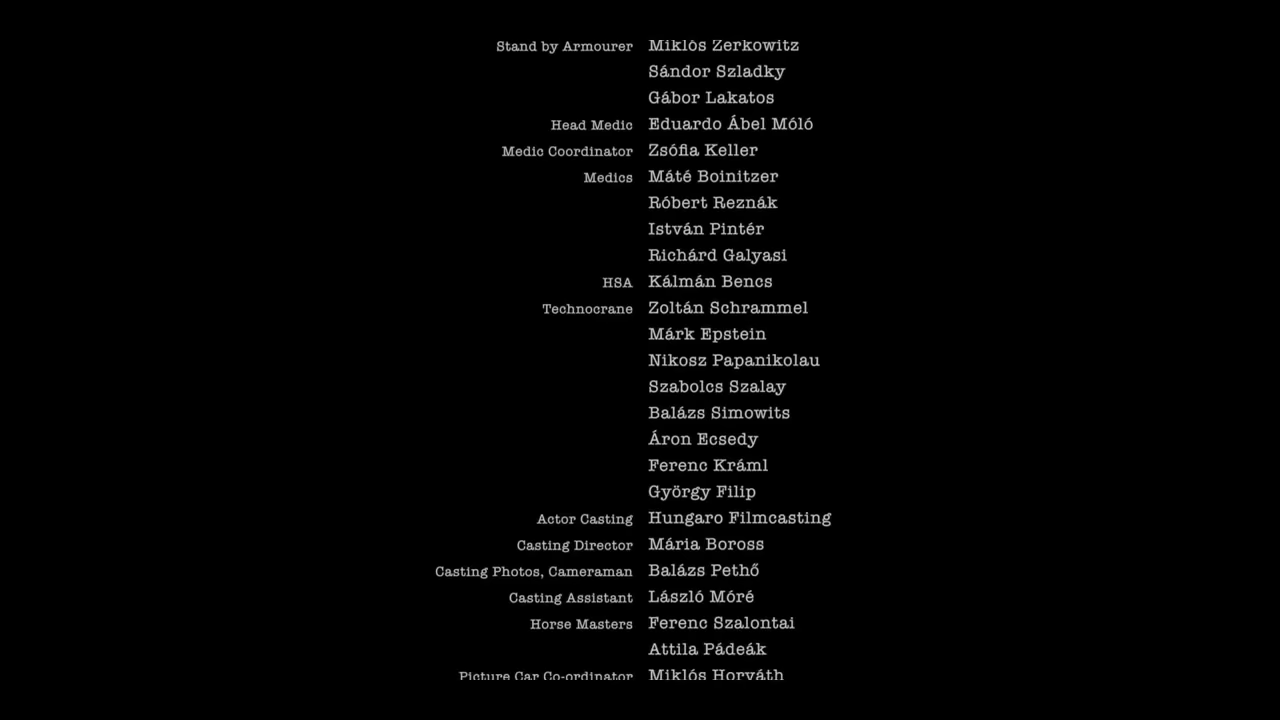 Stand by Armourer Miklós Zerkowitz
Sándor Szladky
Gábor Lakatos
Head Medic Eduardo Ábel Móló
Medic Coordinator Zsófia Keller
Medics Máté Boinitzer
Róbert Reznák
István Pintér
Richárd Galyasi
HSA Kálmán Bencs
Technocrane Zoltán Schrammel
Márk Epstein
Nikosz Papanikolau
Szabolcs Szalay
Balázs Simowits
Áron Ecsedy
Ferenc Kráml
György Filip
Actor Casting Hungaro Filmcasting
Casting Director Mária Boross
Casting Photos, Cameraman Balázs Pethő
Casting Assistant László Móré
Horse Masters Ferenc Szalontai
Attila Pádeák
Picture Car Co-ordinator Miklós Horváth